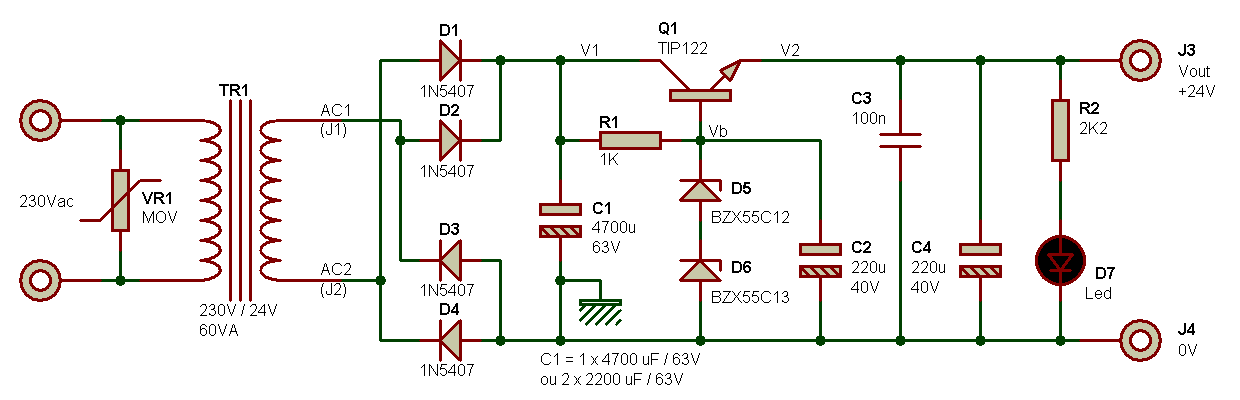 230Vac
VR1
MOV
TR1
230V / 24V
60VA
AC1
(J1)
AC2
(J2)
D1
1N5407
D2
1N5407
D3
1N5407
D4
1N5407
V1
C1
4700u
63V
C1 = 1 x 4700 uF / 63V
ou 2 x 2200 uF / 63V
R1
1K
Q1
TIP122
Vb
D5
BZX55C12
D6
BZX55C13
V2
C2
220u
40V
C3
100n
C4
220u
40V
R2
2K2
D7
Led
J3
Vout
+24V
J4
0V